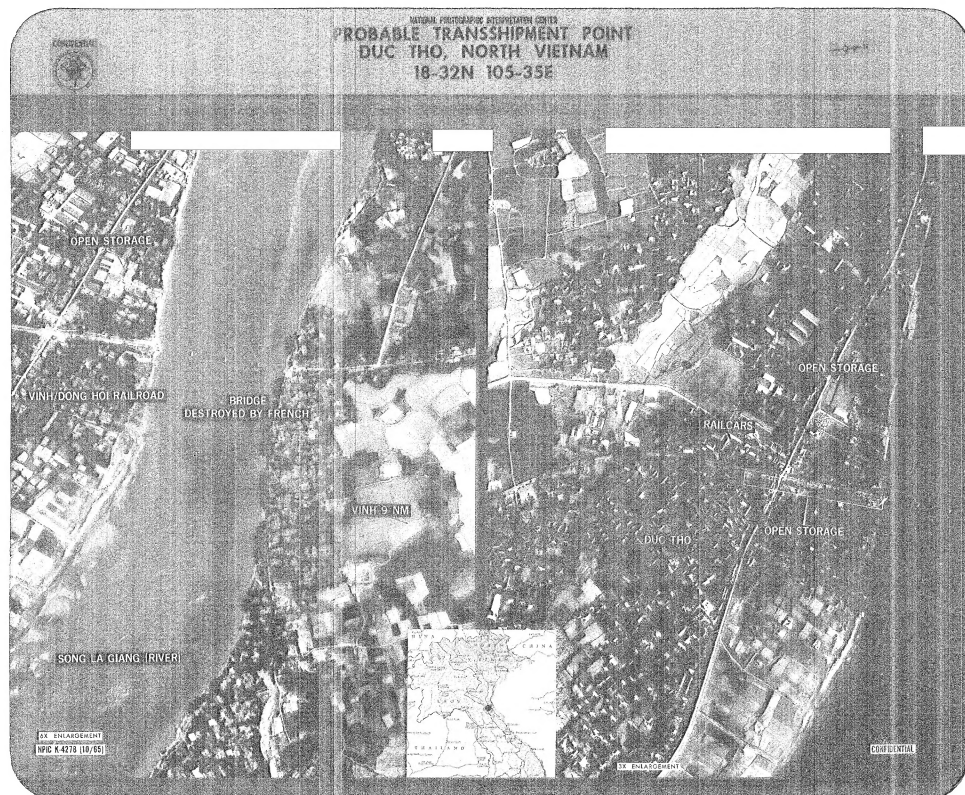 NATIONAL PHOTOGRAPHIC INTERPRETATION CENTER
PROBABLE TRANSSHIPMENT POINT
DUC THO, NORTH VIETNAM
18-32N 105-35E
CONFIDENTIAL
OPEN STORAGE
VINH/DONG HOI RAILROAD
BRIDGE
DESTROYED BY FRENCH
OPEN STORAGE
RAILCARS
VINH 9 NM
OPEN STORAGE
DUC THO
SONG LA GIANG (RIVER)
CHINA
LAOS
THAILAND
6X ENLARGEMENT
NPIC K-4278 (10/65)
CONFIDENTIAL
3X ENLARGEMENT